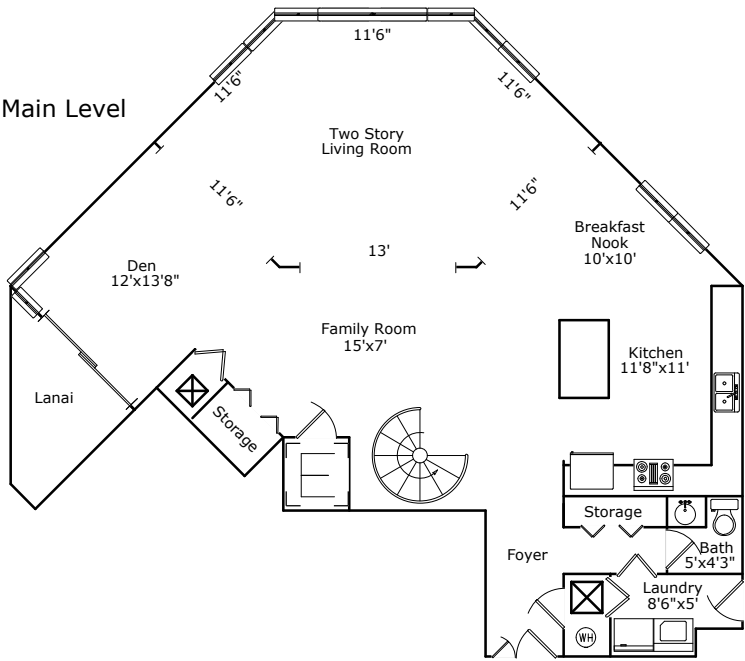 11'6"
11'6"
11'6"
Main Level
Two Story
Living Room
11'6"
11'6"
Breakfast
Nook
10'x10'
13'
Den
12'x13'8"
Family Room
15'x7'
Kitchen
11'8"x11'
Lanai
Storage
Storage
Foyer
Bath
5'x4'3"
Laundry
8'6"x5'
WH